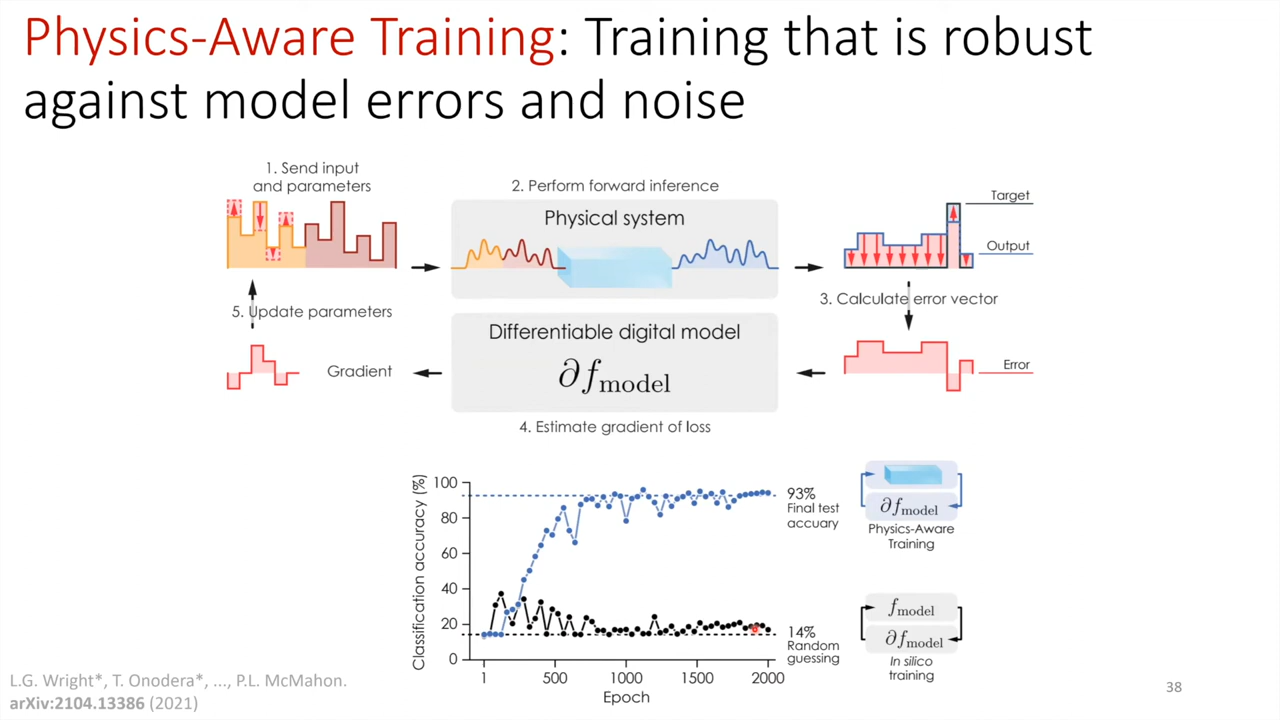 Physics-Aware Training: Training that is robust
against model errors and noise
1. Send input
and parameters
2. Perform forward inference
Physical system
Target
Output
3. Calculate error vector
5. Update parameters
Differentiable digital model
∂f_model
Gradient
Error
4. Estimate gradient of loss
Classification accuracy (%)
100
80
60
40
20
0
1
500
1000
1500
2000
Epoch
93%
Final test
accuary
14%
Random
guessing
∂f_model
Physics-Aware
Training
f_model
∂f_model
In silico
training
L.G. Wright*, T. Onodera*, ..., P.L. McMahon.
arXiv:2104.13386 (2021)
38